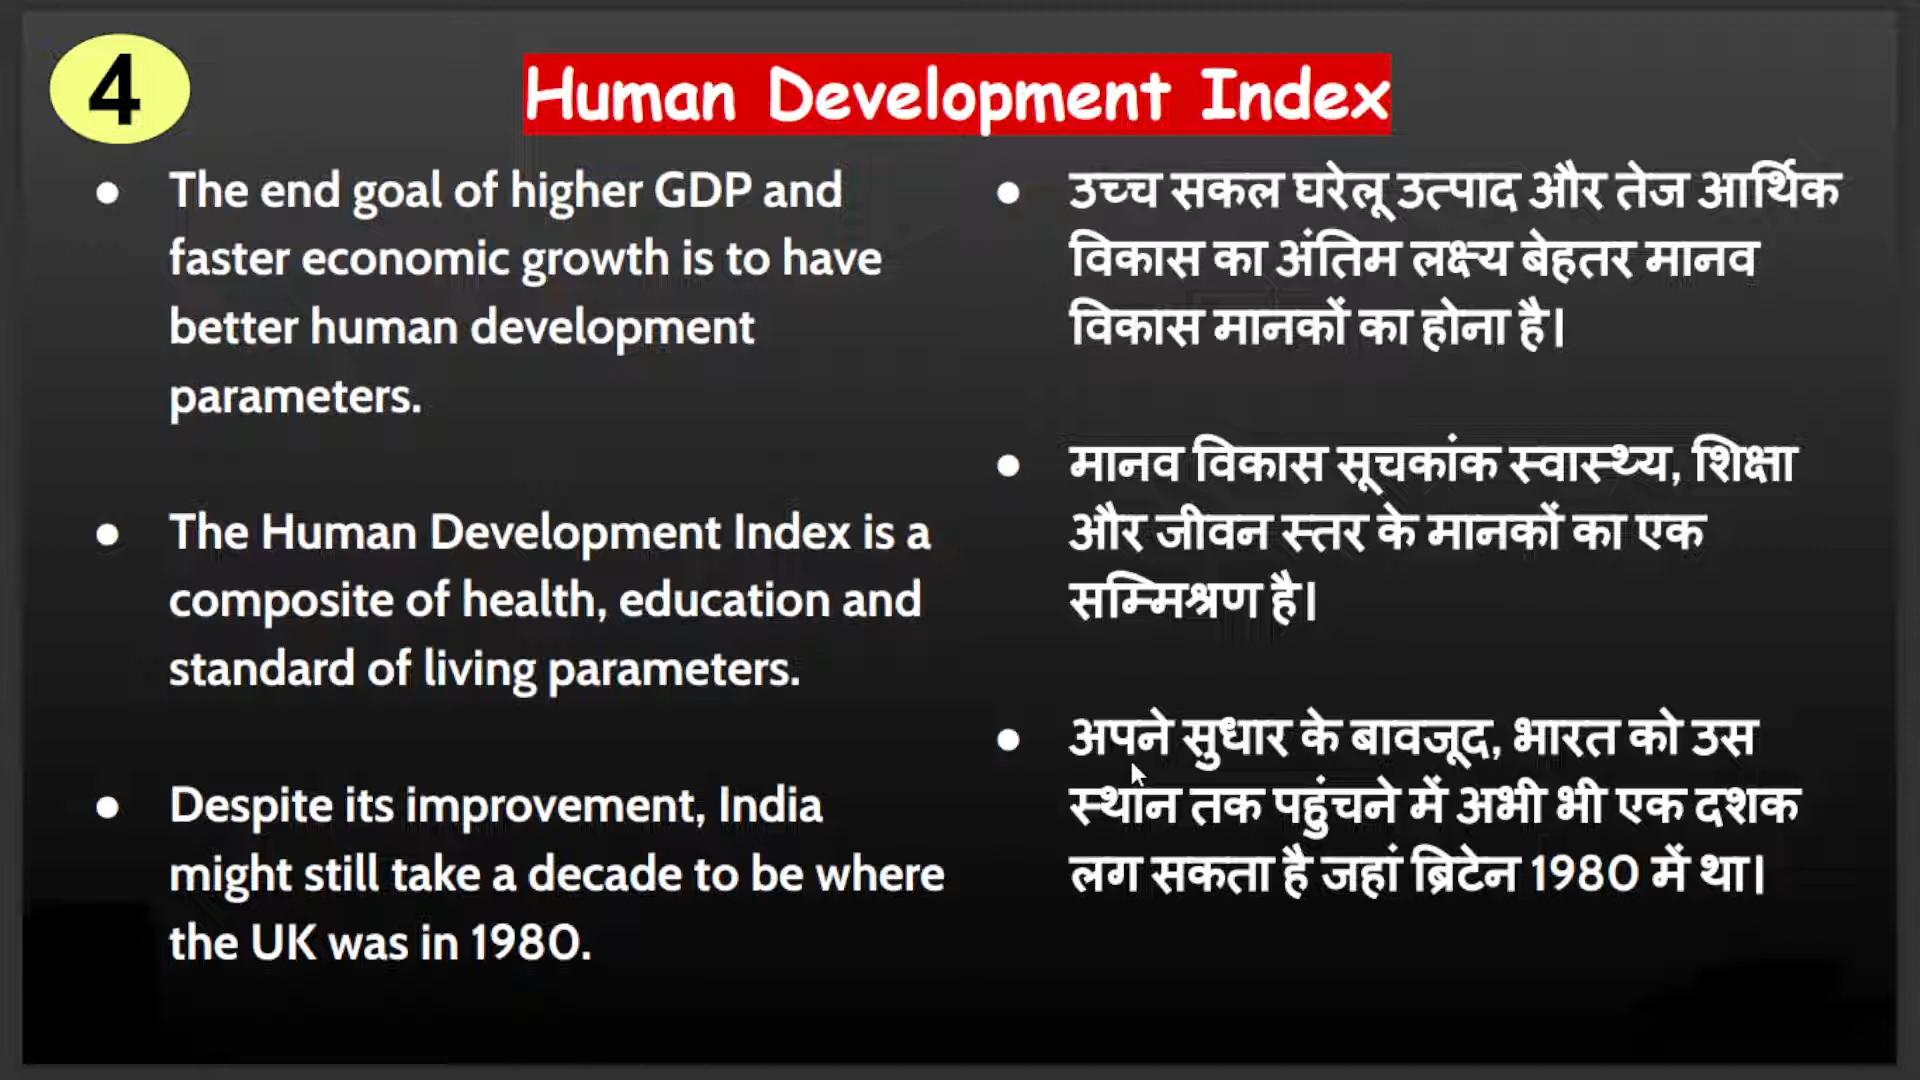 4
Human Development Index
● The end goal of higher GDP and
faster economic growth is to have
better human development
parameters.
● The Human Development Index is a
composite of health, education and
standard of living parameters.
● Despite its improvement, India
might still take a decade to be where
the UK was in 1980.
● उच्च सकल घरेलू उत्पाद और तेज आर्थिक
विकास का अंतिम लक्ष्य बेहतर मानव
विकास मानकों का होना है।
● मानव विकास सूचकांक स्वास्थ्य, शिक्षा
और जीवन स्तर के मानकों का एक
सम्मिश्रण है।
● अपने सुधार के बावजूद, भारत को उस
स्थान तक पहुंचने में अभी भी एक दशक
लग सकता है जहां ब्रिटेन 1980 में था।